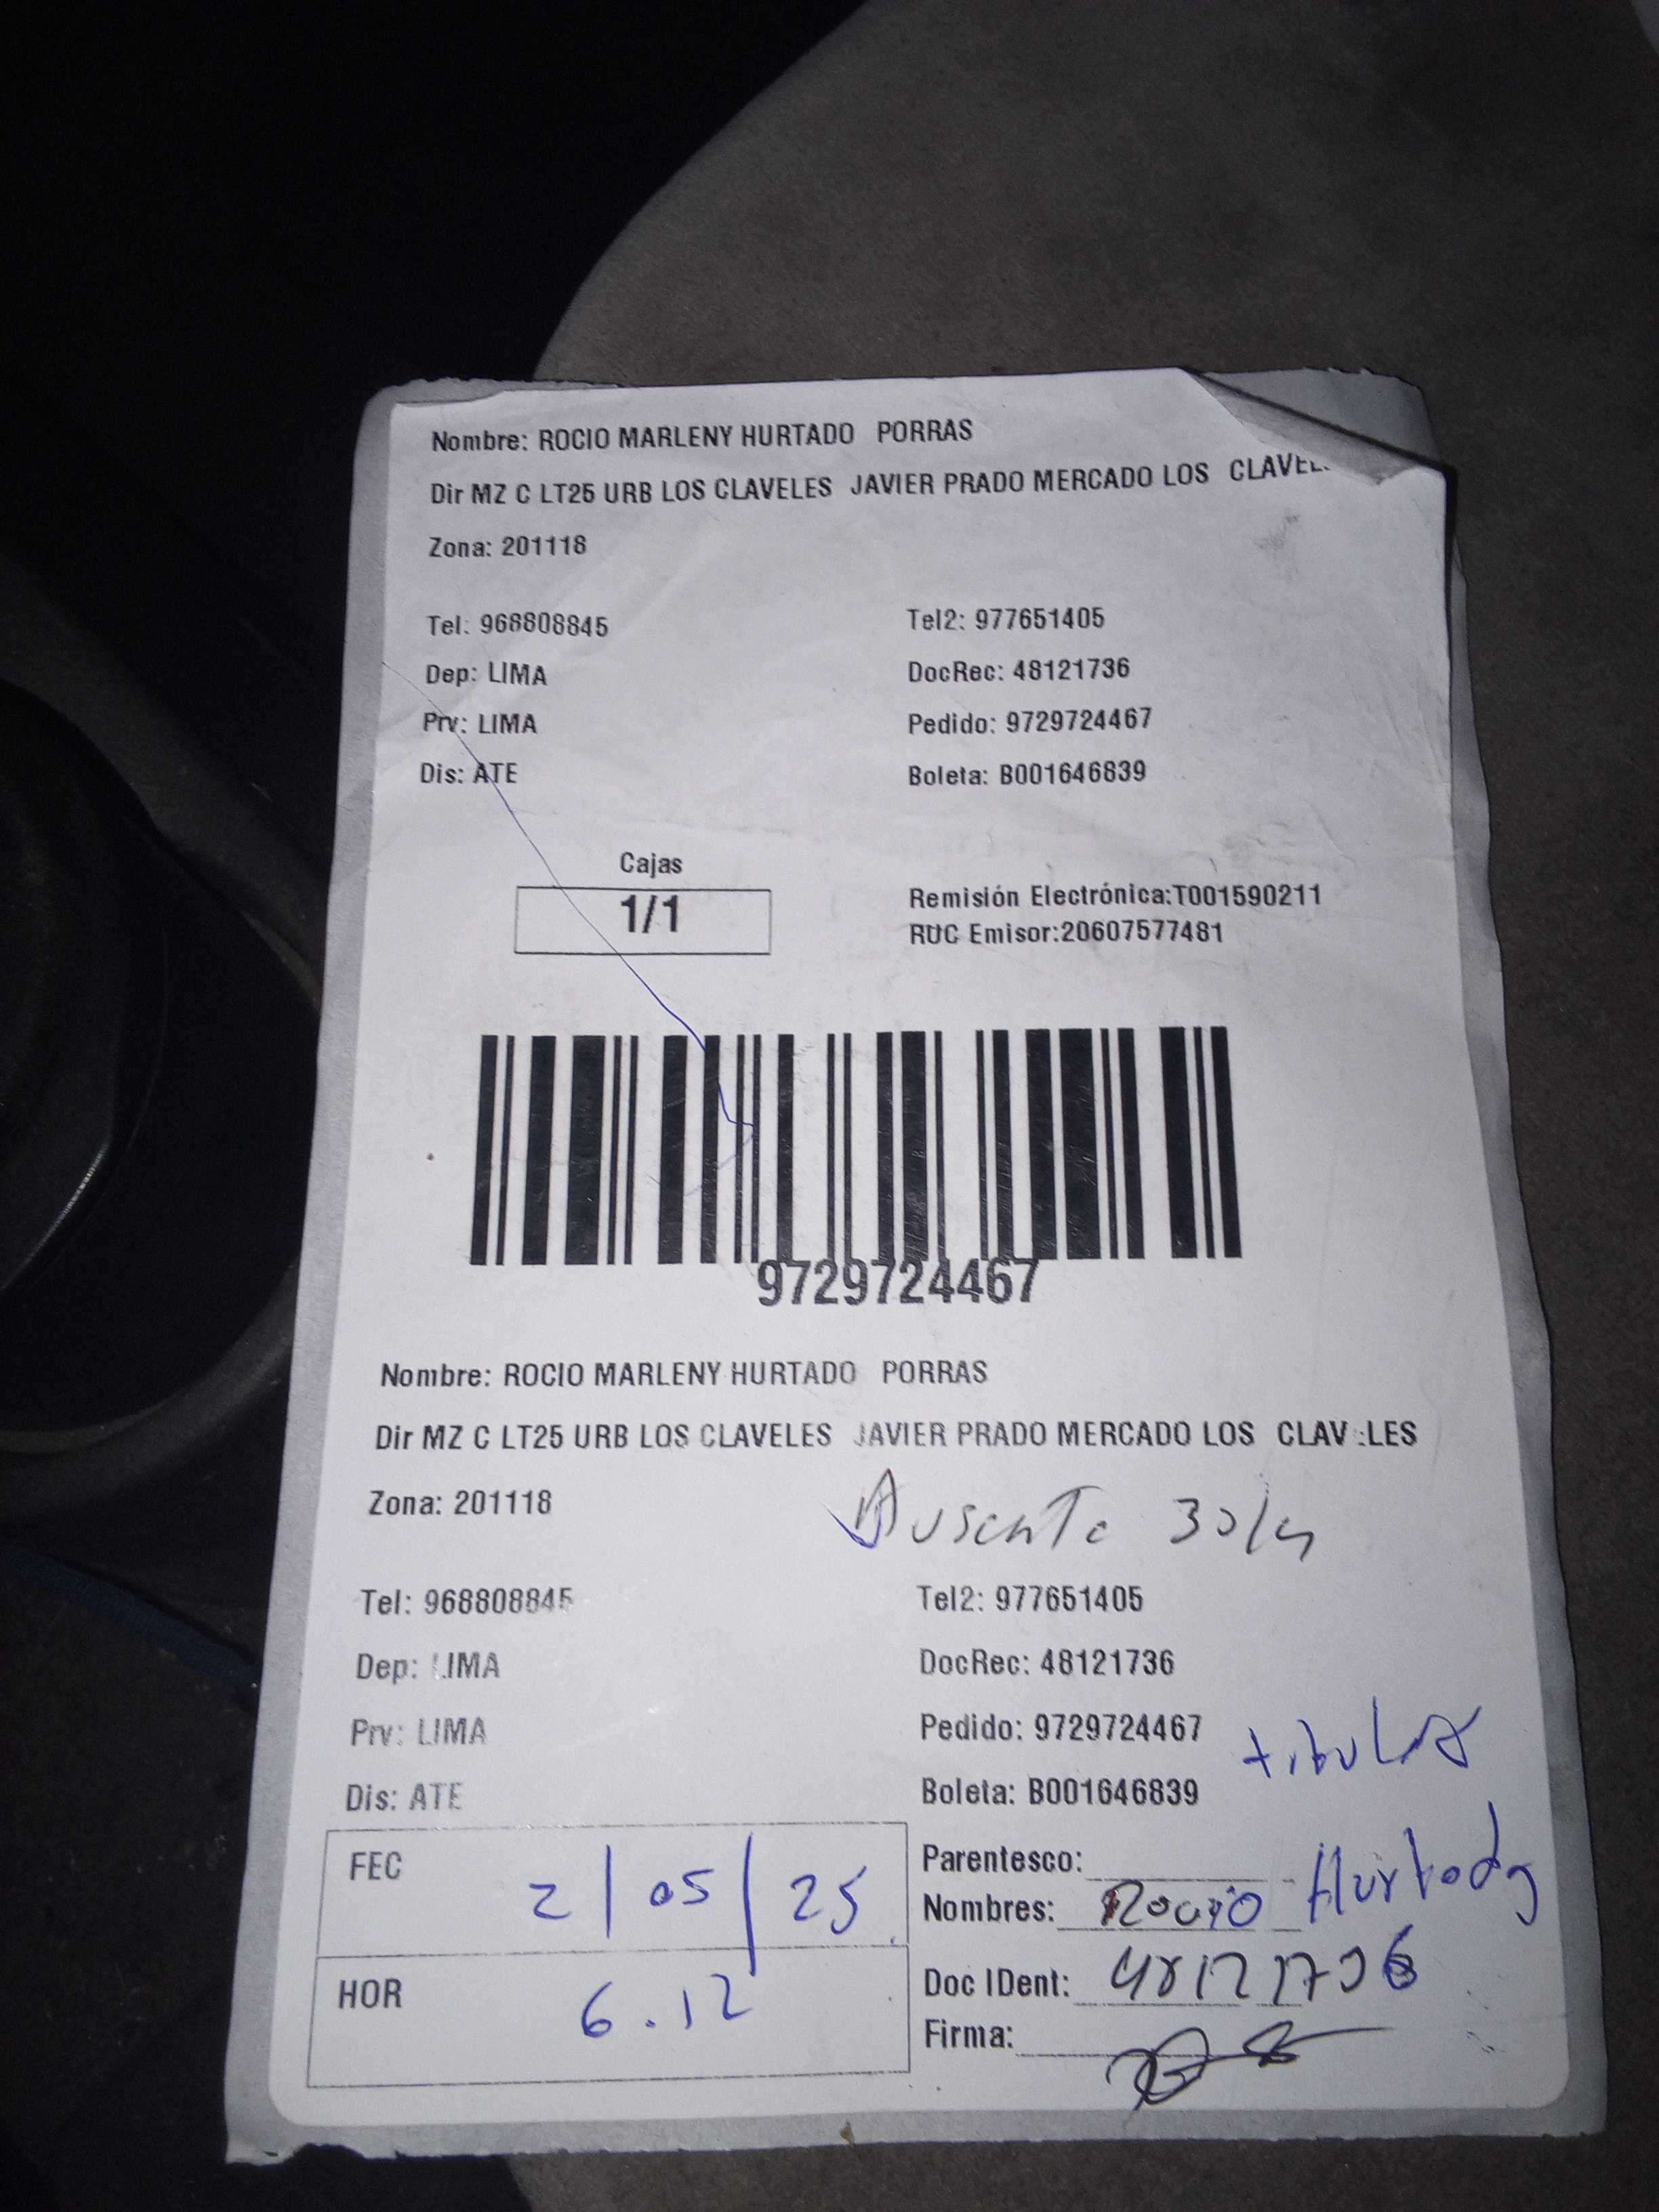 Nombre: ROCIO MARLENY HURTADO PORRAS
Dir MZ C LT25 URB LOS CLAVELES JAVIER PRADO MERCADO LOS CLAVEL
Zona: 201118
Tel: 968808845 Tel2: 977651405
Dep: LIMA DocRec: 48121736
Prv: LIMA Pedido: 9729724467
Dis: ATE Boleta: B001646839
Cajas
1/1
Remisión Electrónica:T001590211
RUC Emisor:20607577481
9729724467
Nombre: ROCIO MARLENY HURTADO PORRAS
Dir MZ C LT25 URB LOS CLAVELES JAVIER PRADO MERCADO LOS CLAVELES
Zona: 201118 Ausente 30/4
Tel: 968808845 Tel2: 977651405
Dep: LIMA DocRec: 48121736
Prv: LIMA Pedido: 9729724467
Dis: ATE Boleta: B001646839
FEC 2/05/25
HOR 6.12
Parentesco:
Nombres: Rocio Hurtado
Doc IDent: 48121736
Firma: